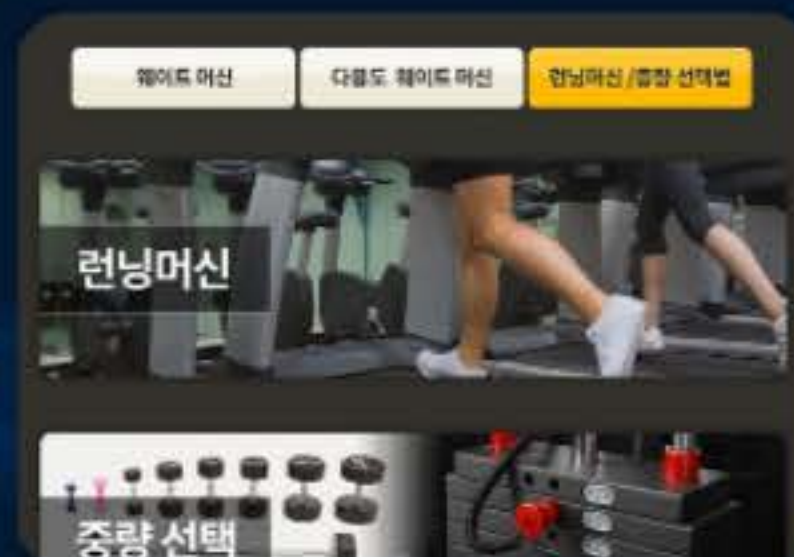 웨이트 머신
다용도 웨이트 머신
런닝머신 /중량 선택법
런닝머신
중량 선택